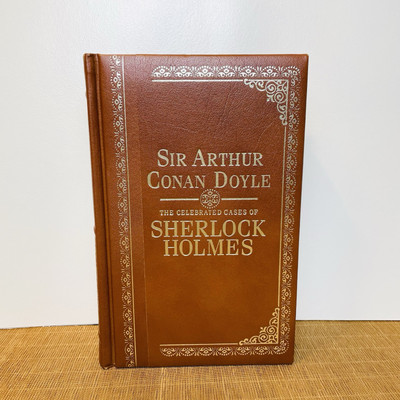 SIR ARTHUR
CONAN DOYLE
THE CELEBRATED CASES OF
SHERLOCK
HOLMES